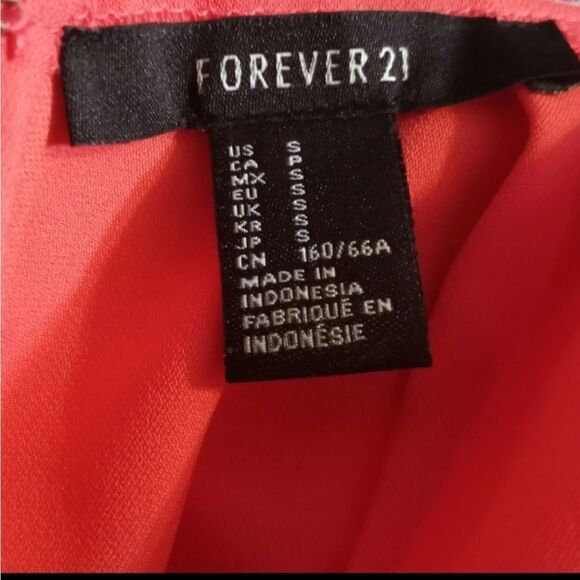 FOREVER 21
US S
CA P
MX S
EU S
UK S
KR S
JP S
CN 160/66A
MADE IN
INDONESIA
FABRIQUÉ EN
INDONÉSIE